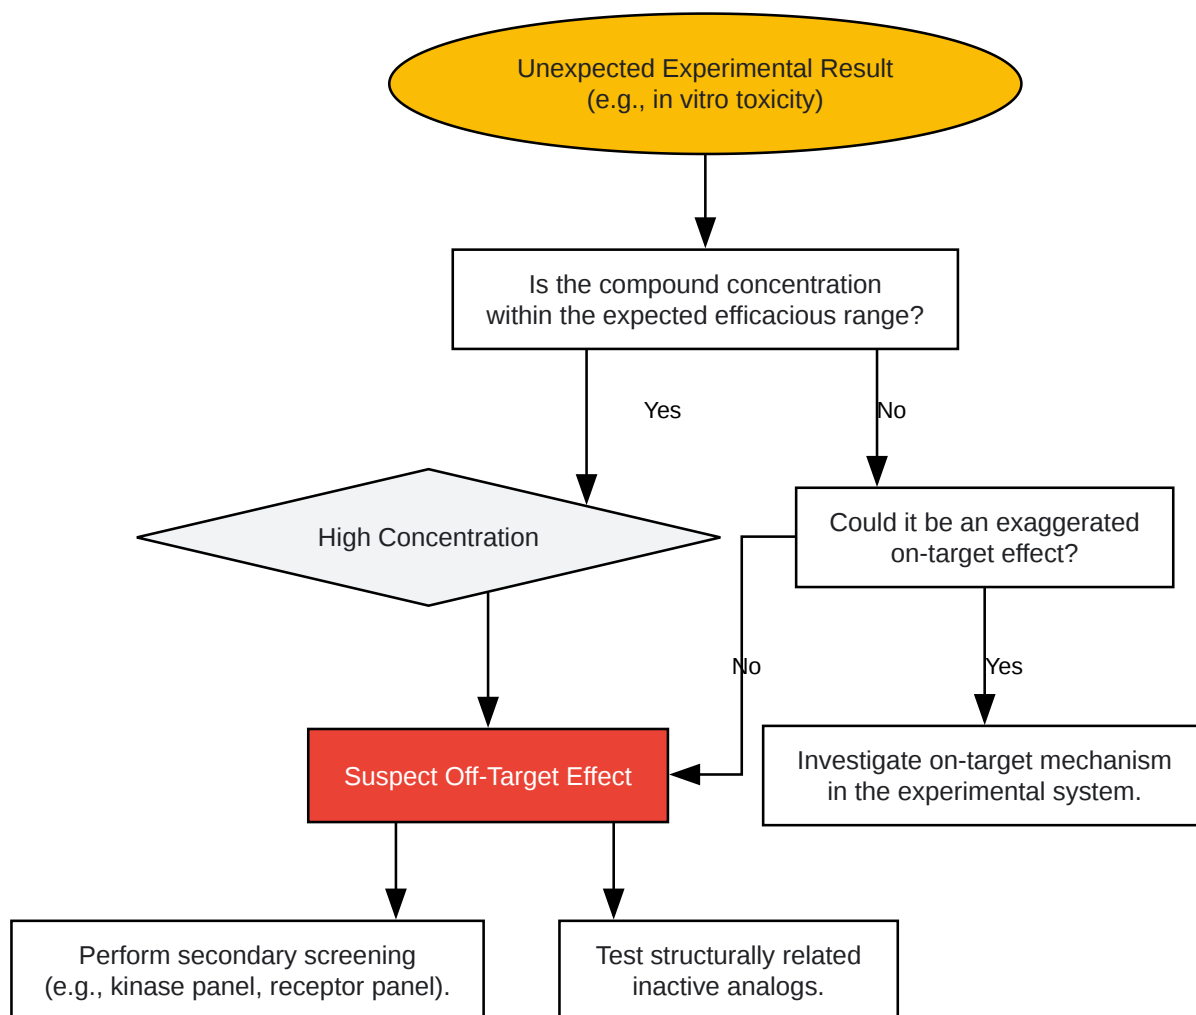 Unexpected Experimental Result
(e.g., in vitro toxicity)
Is the compound concentration
within the expected efficacious range?
Yes
No
High Concentration
Could it be an exaggerated
on-target effect?
No
Yes
Suspect Off-Target Effect
Investigate on-target mechanism
in the experimental system.
Perform secondary screening
(e.g., kinase panel, receptor panel).
Test structurally related
inactive analogs.